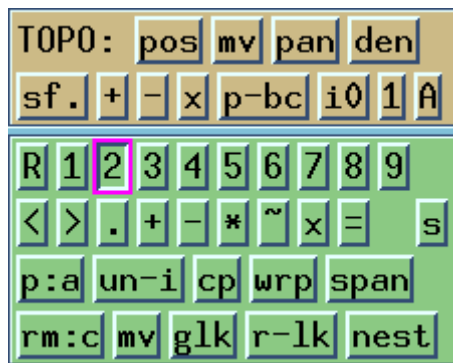 TOPO: pos mv pan den
sf. + - x p-bc i0 1 A
R 1 2 3 4 5 6 7 8 9
< > . + - * ~ x = s
p:a un-i cp wrp span
rm:c mv glk r-lk nest